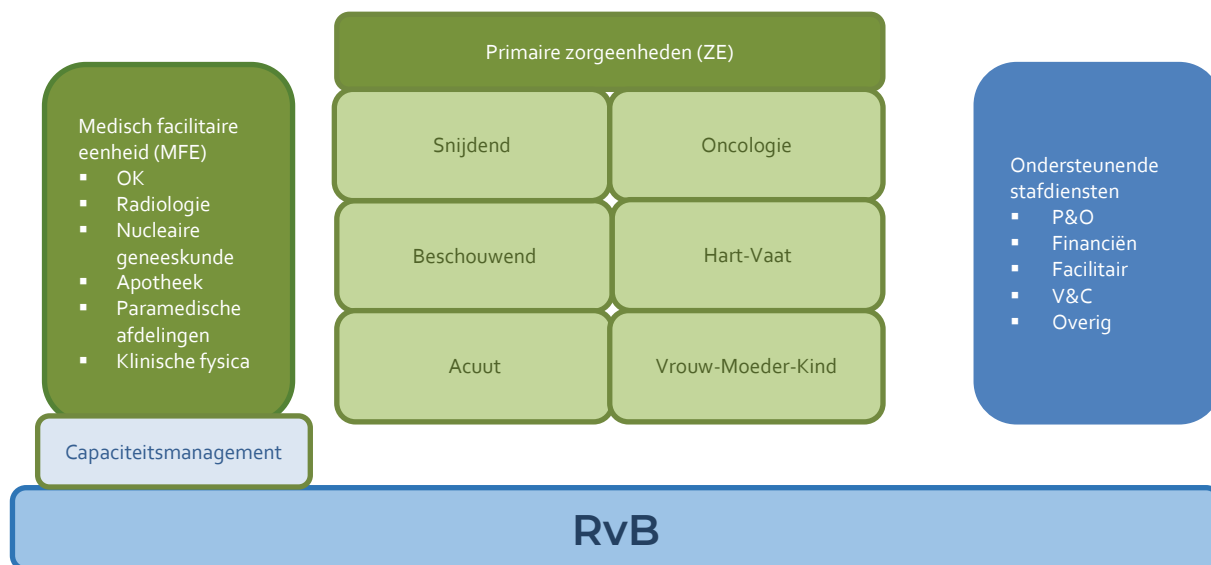 Primaire zorgeenheden (ZE)
Medisch facilitaire
eenheid (MFE)
▪ OK
▪ Radiologie
▪ Nucleaire
geneeskunde
▪ Apotheek
▪ Paramedische
afdelingen
▪ Klinische fysica
Capaciteitsmanagement
Snijdend
Oncologie
Beschouwend
Hart-Vaat
Acuut
Vrouw-Moeder-Kind
Ondersteunende
stafdiensten
▪ P&O
▪ Financiën
▪ Facilitair
▪ V&C
▪ Overig
RvB